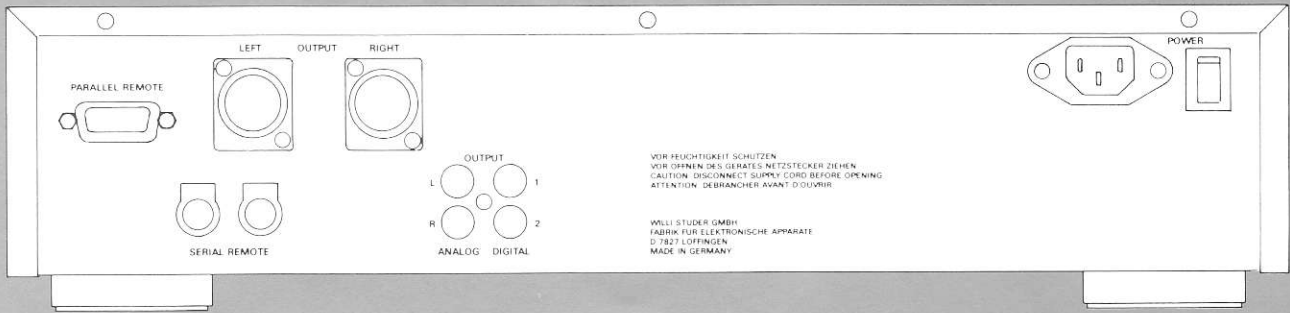 LEFT OUTPUT RIGHT
POWER
PARALLEL REMOTE
OUTPUT
L 1
R 2
ANALOG DIGITAL
SERIAL REMOTE
VOR FEUCHTIGKEIT SCHUTZEN
VOR OFFNEN DES GERATES NETZSTECKER ZIEHEN
CAUTION DISCONNECT SUPPLY CORD BEFORE OPENING
ATTENTION DEBRANCHER AVANT D'OUVRIR
WILLI STUDER GMBH
FABRIK FUR ELEKTRONISCHE APPARATE
D 7827 LOFFINGEN
MADE IN GERMANY